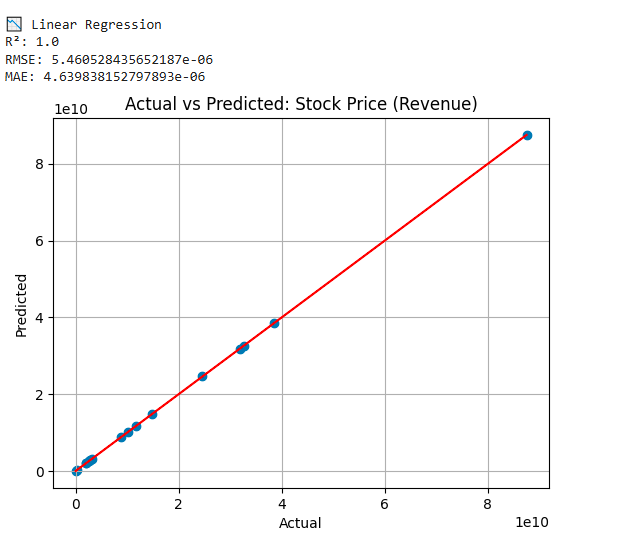 Linear Regression
R²: 1.0
RMSE: 5.460528435652187e-06
MAE: 4.639838152797893e-06
Actual vs Predicted: Stock Price (Revenue)
1e10
8
6
4
2
0
Predicted
0 2 4 6 8
Actual
1e10